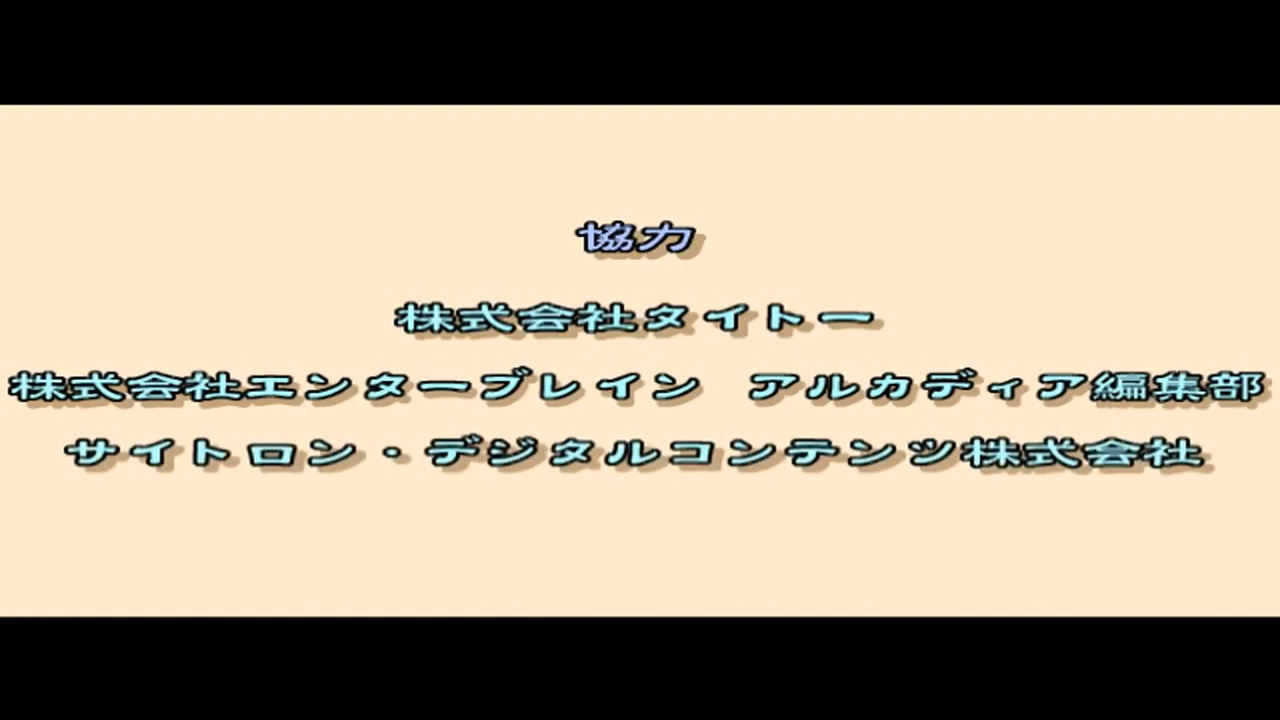 協力
株式会社タイトー
株式会社エンターブレイン　アルカディア編集部
サイトロン・デジタルコンテンツ株式会社